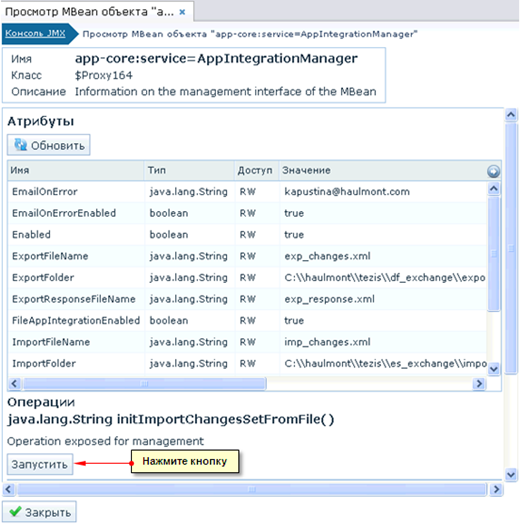 Просмотр MBean объекта "а...
Консоль JMX Просмотр MBean объекта "app-core:service=AppIntegrationManager"
Имя app-core:service=AppIntegrationManager
Класс $Proxy164
Описание Information on the management interface of the MBean
Атрибуты
Обновить
Имя Тип Доступ Значение
EmailOnError java.lang.String RW kapustina@haulmont.com
EmailOnErrorEnabled boolean RW true
Enabled boolean RW true
ExportFileName java.lang.String RW exp_changes.xml
ExportFolder java.lang.String RW C:\\haulmont\\tezis\\df_exchange\\expo
ExportResponseFileName java.lang.String RW exp_response.xml
FileAppIntegrationEnabled boolean RW true
ImportFileName java.lang.String RW imp_changes.xml
ImportFolder java.lang.String RW C:\\haulmont\\tezis\\es_exchange\\impo
Операции
java.lang.String initImportChangesSetFromFile()
Operation exposed for management
Запустить Нажмите кнопку
Закрыть